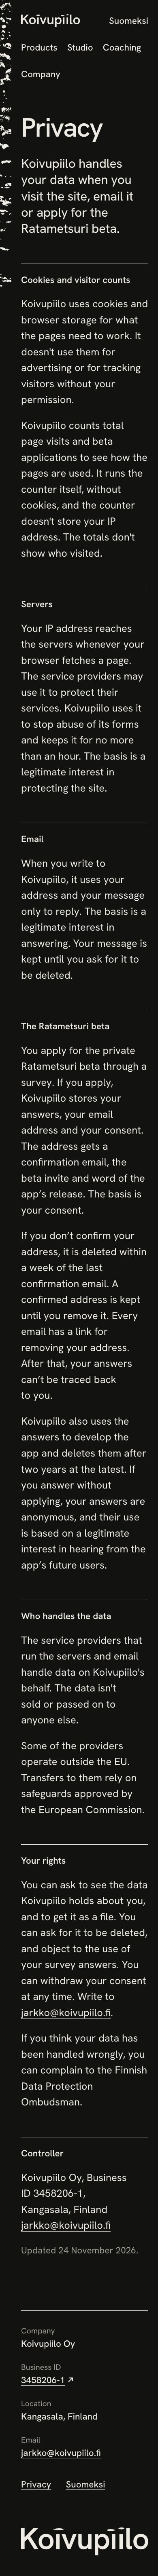 Koivupiilo
Suomeksi
Products Studio Coaching
Company
Privacy
Koivupiilo handles
your data when you
visit the site, email it
or apply for the
Ratametsuri beta.
Cookies and visitor counts
Koivupiilo uses cookies and
browser storage for what
the pages need to work. It
doesn't use them for
advertising or for tracking
visitors without your
permission.
Koivupiilo counts total
page visits and beta
applications to see how the
pages are used. It runs the
counter itself, without
cookies, and the counter
doesn't store your IP
address. The totals don't
show who visited.
Servers
Your IP address reaches
the servers whenever your
browser fetches a page.
The service providers may
use it to protect their
services. Koivupiilo uses it
to stop abuse of its forms
and keeps it for no more
than an hour. The basis is a
legitimate interest in
protecting the site.
Email
When you write to
Koivupiilo, it uses your
address and your message
only to reply. The basis is a
legitimate interest in
answering. Your message is
kept until you ask for it to
be deleted.
The Ratametsuri beta
You apply for the private
Ratametsuri beta through a
survey. If you apply,
Koivupiilo stores your
answers, your email
address and your consent.
The address gets a
confirmation email, the
beta invite and word of the
app's release. The basis is
your consent.
If you don't confirm your
address, it is deleted within
a week of the last
confirmation email. A
confirmed address is kept
until you remove it. Every
email has a link for
removing your address.
After that, your answers
can't be traced back
to you.
Koivupiilo also uses the
answers to develop the
app and deletes them after
two years at the latest. If
you answer without
applying, your answers are
anonymous, and their use
is based on a legitimate
interest in hearing from the
app's future users.
Who handles the data
The service providers that
run the servers and email
handle data on Koivupiilo's
behalf. The data isn't
sold or passed on to
anyone else.
Some of the providers
operate outside the EU.
Transfers to them rely on
safeguards approved by
the European Commission.
Your rights
You can ask to see the data
Koivupiilo holds about you,
and to get it as a file. You
can ask for it to be deleted,
and object to the use of
your survey answers. You
can withdraw your consent
at any time. Write to
jarkko@koivupiilo.fi.
If you think your data has
been handled wrongly, you
can complain to the Finnish
Data Protection
Ombudsman.
Controller
Koivupiilo Oy, Business
ID 3458206-1,
Kangasala, Finland
jarkko@koivupiilo.fi
Updated 24 November 2026.
Company
Koivupiilo Oy
Business ID
3458206-1 ↗
Location
Kangasala, Finland
Email
jarkko@koivupiilo.fi
Privacy Suomeksi
Koivupiilo